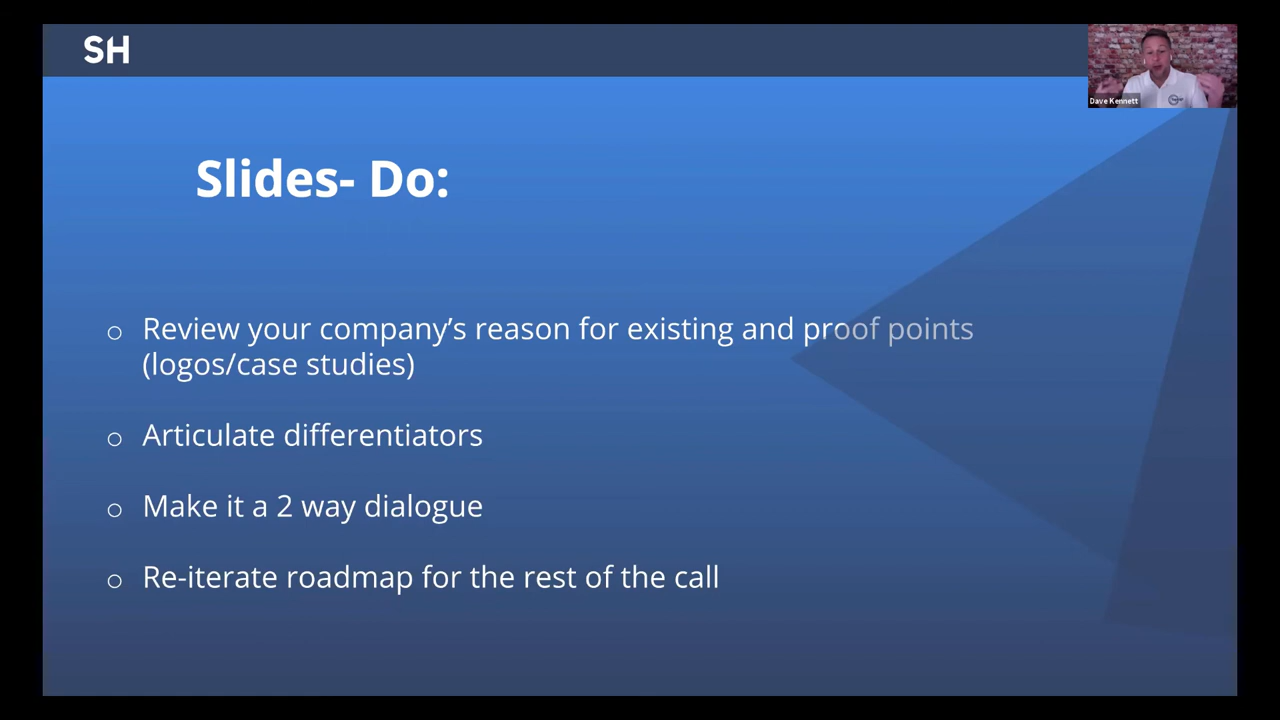 SH
Dave Kennett
Slides- Do:
Review your company’s reason for existing and proof points
(logos/case studies)
Articulate differentiators
Make it a 2 way dialogue
Re-iterate roadmap for the rest of the call